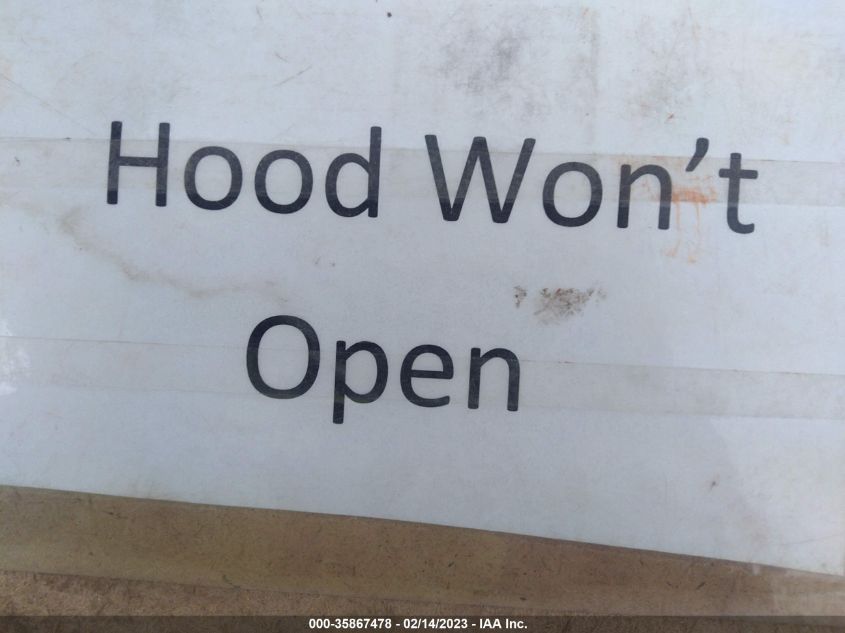 Hood Won’t
Open
000-35867478 - 02/14/2023 - IAA Inc.